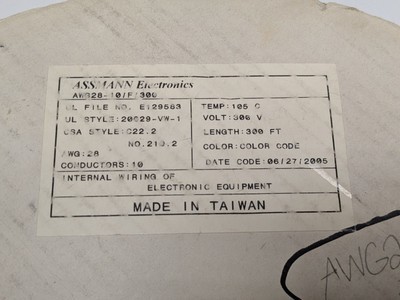 ASSMANN Electronics
AWG28-10/F/300
UL FILE NO. E129583
UL STYLE:20029-VW-1
CSA STYLE:C22.2
NO.210.2
AWG:28
CONDUCTORS:10
TEMP:105 C
VOLT:300 V
LENGTH:300 FT
COLOR:COLOR CODE
DATE CODE:06/27/2005
INTERNAL WIRING OF
ELECTRONIC EQUIPMENT
MADE IN TAIWAN
AWG2